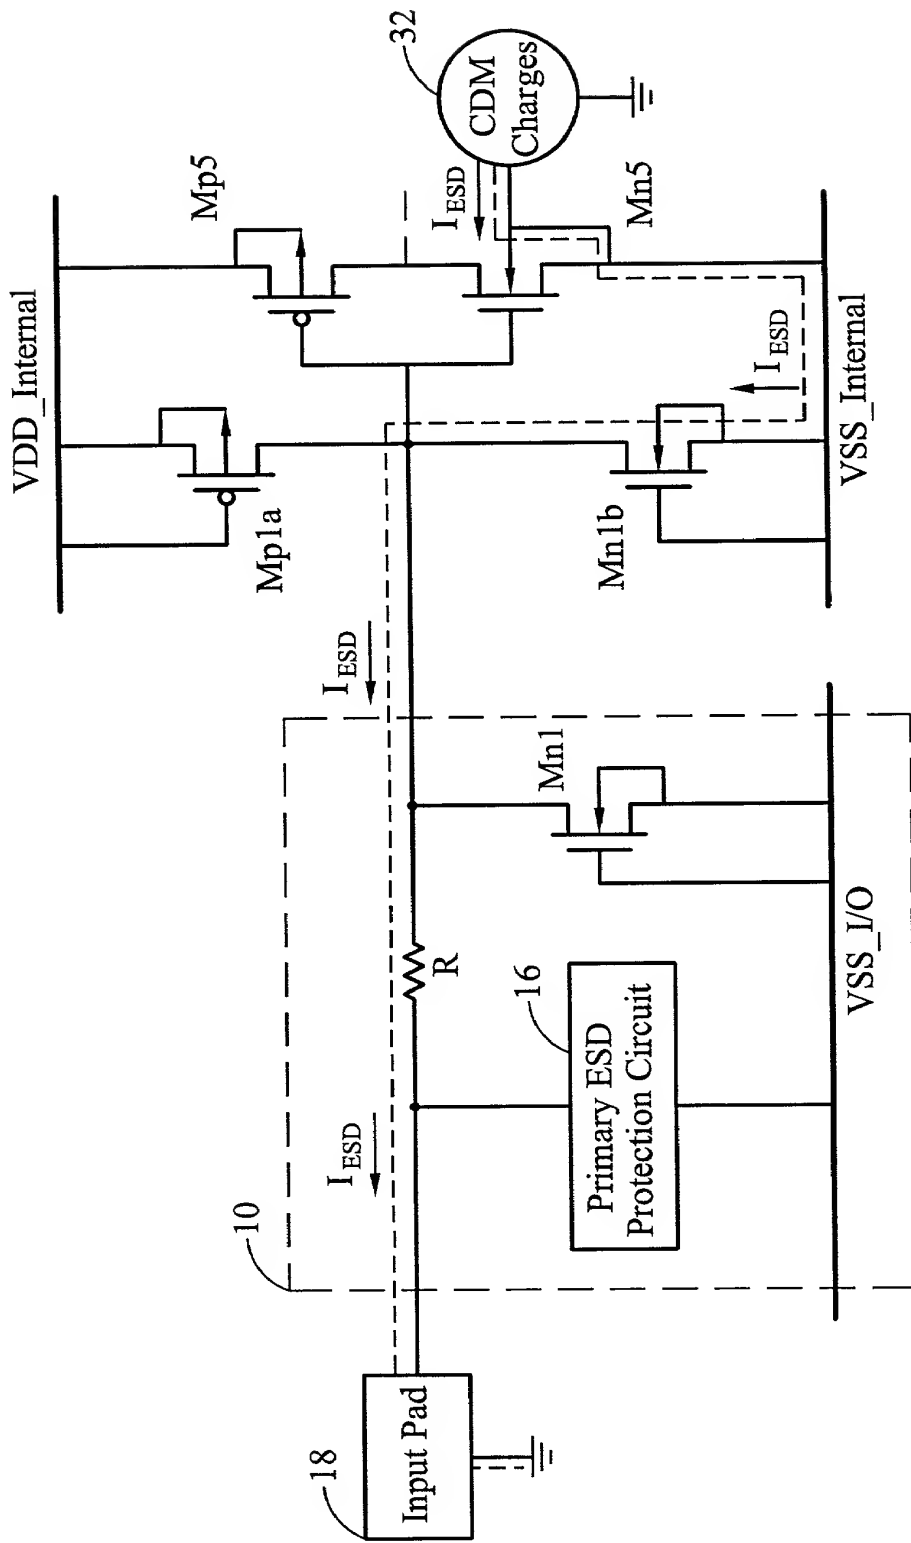 VDD_Internal
Mp1a
Mp5
32
CDM
Charges
I_ESD
Mn5
I_ESD
I_ESD
Mn1b
VSS_Internal
10
I_ESD
R
Mn1
16
Primary ESD
Protection Circuit
VSS_I/O
18
Input Pad